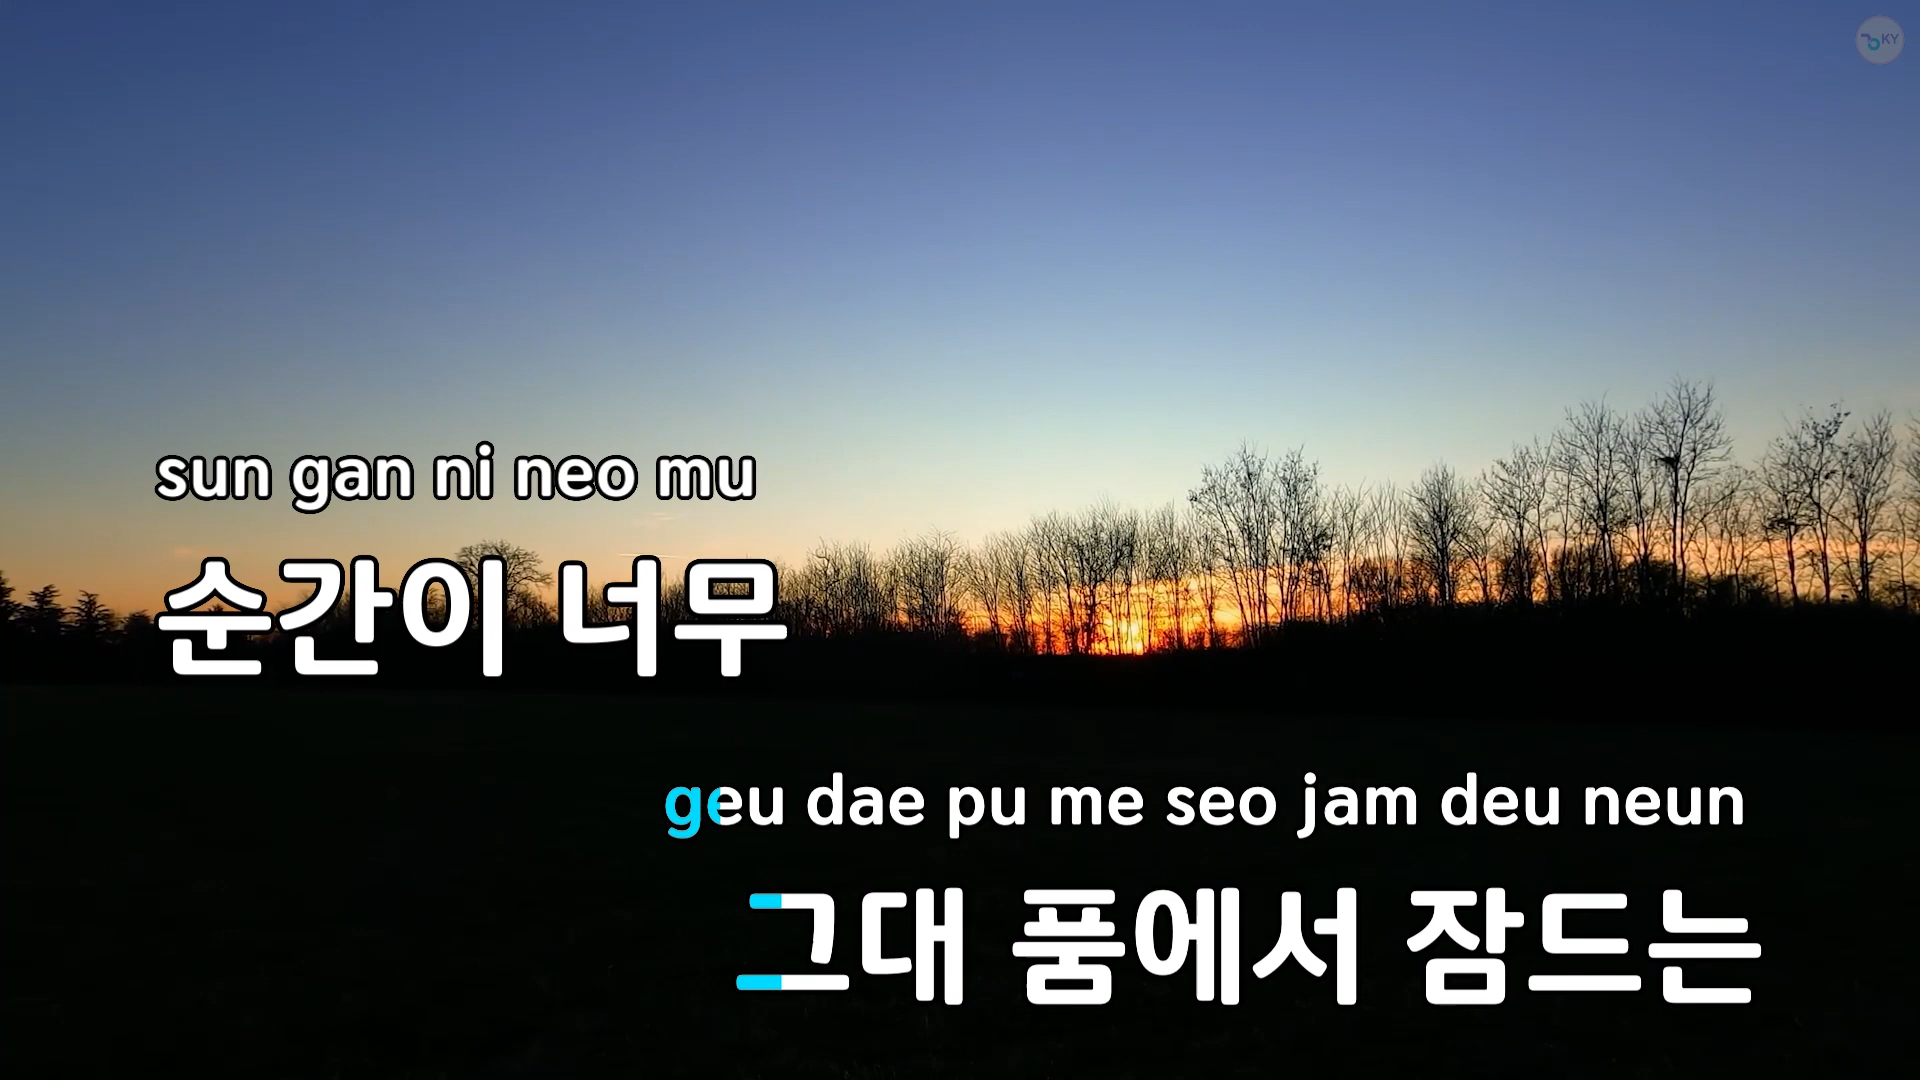 KY
sun gan ni neo mu
순간이 너무
geu dae pu me seo jam deu neun
그대 품에서 잠드는